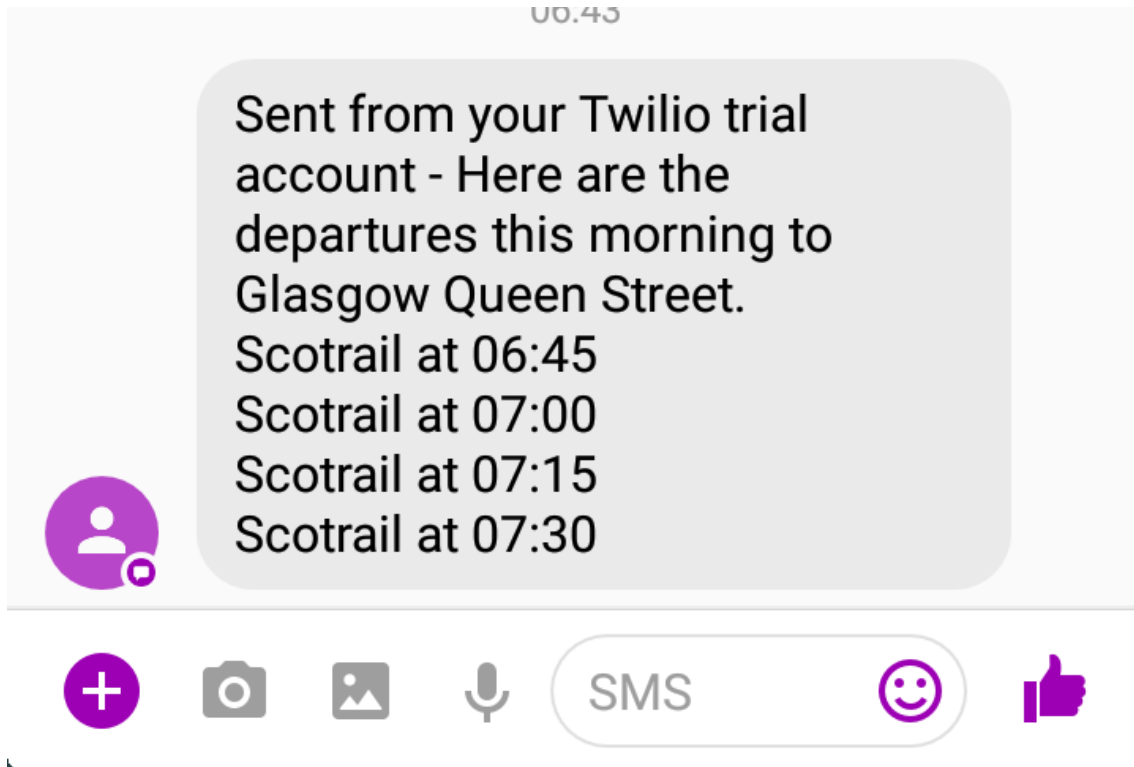 06:43
Sent from your Twilio trial
account - Here are the
departures this morning to
Glasgow Queen Street.
Scotrail at 06:45
Scotrail at 07:00
Scotrail at 07:15
Scotrail at 07:30
SMS